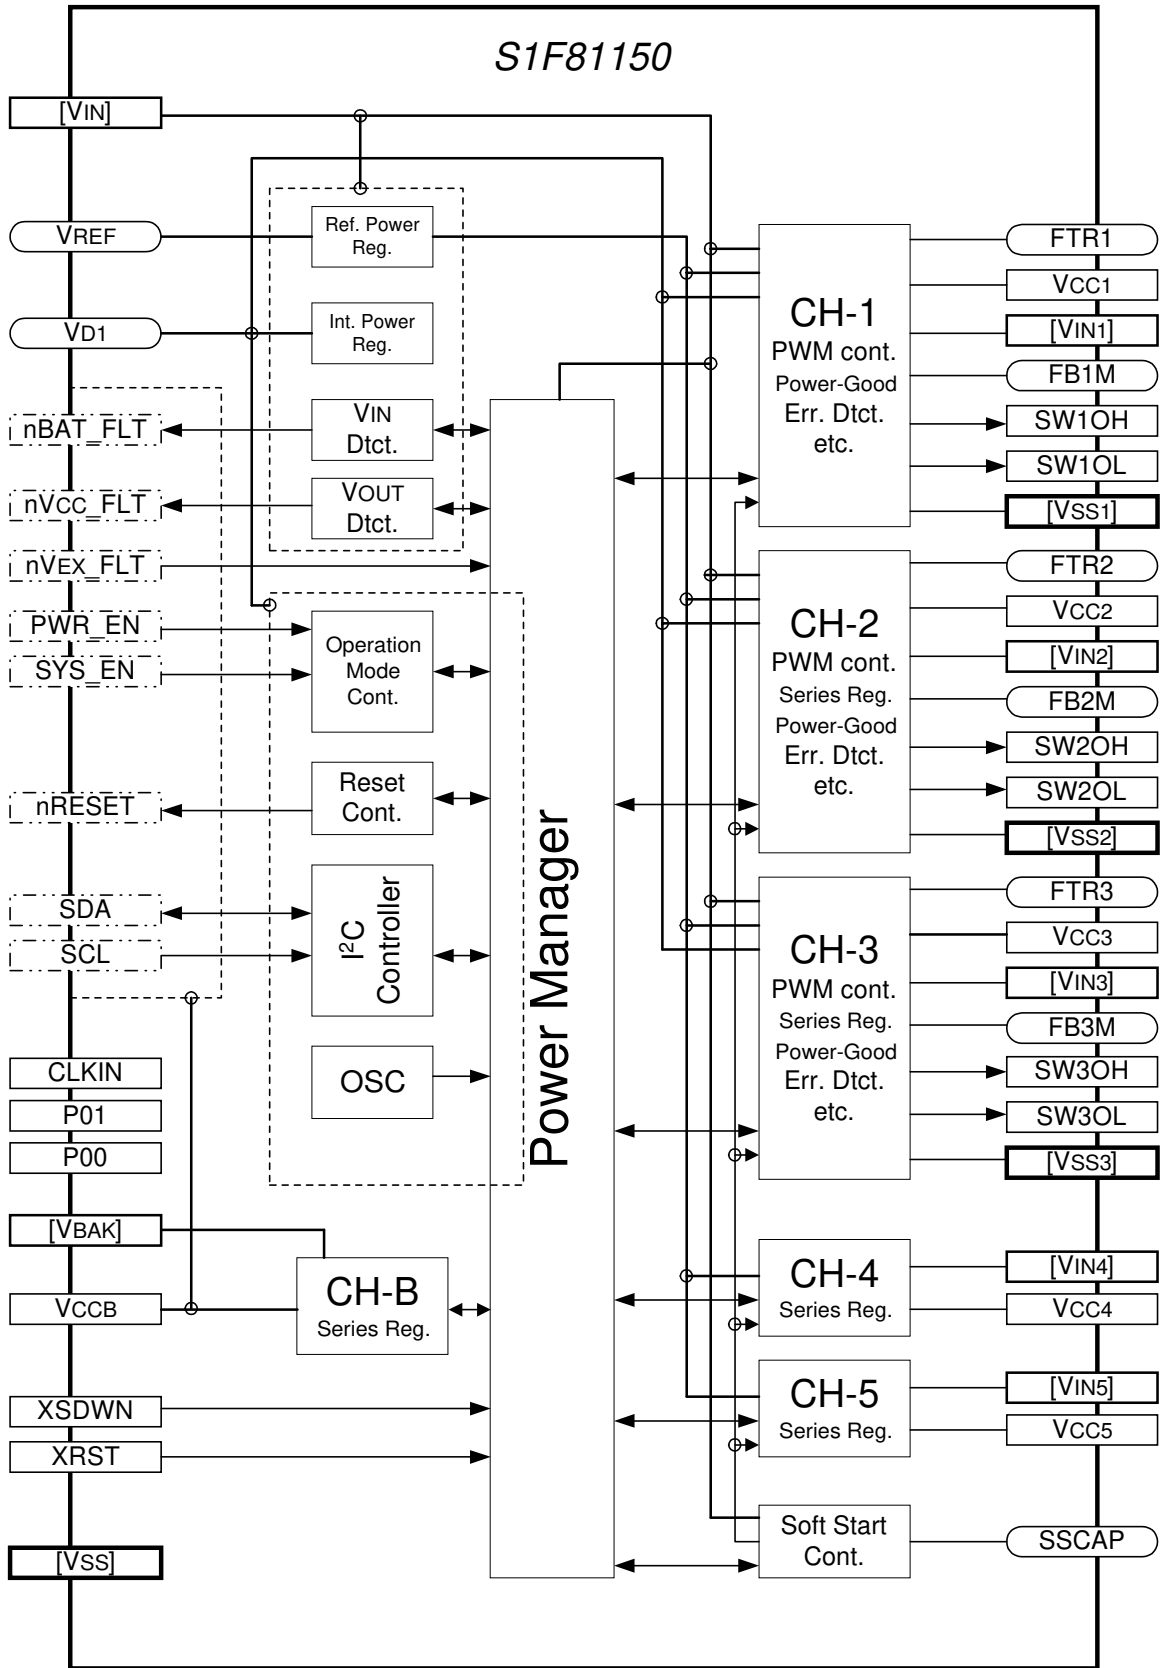 S1F81150
[VIN]
VREF
VD1
nBAT_FLT
nVCC_FLT
nVEX_FLT
PWR_EN
SYS_EN
nRESET
SDA
SCL
CLKIN
P01
P00
[VBAK]
VCCB
XSDWN
XRST
[VSS]
Ref. Power
Reg.
Int. Power
Reg.
VIN
Dtct.
VOUT
Dtct.
Operation
Mode
Cont.
Reset
Cont.
I²C
Controller
OSC
CH-B
Series Reg.
Power Manager
CH-1
PWM cont.
Power-Good
Err. Dtct.
etc.
CH-2
PWM cont.
Series Reg.
Power-Good
Err. Dtct.
etc.
CH-3
PWM cont.
Series Reg.
Power-Good
Err. Dtct.
etc.
CH-4
Series Reg.
CH-5
Series Reg.
Soft Start
Cont.
FTR1
VCC1
[VIN1]
FB1M
SW1OH
SW1OL
[VSS1]
FTR2
VCC2
[VIN2]
FB2M
SW2OH
SW2OL
[VSS2]
FTR3
VCC3
[VIN3]
FB3M
SW3OH
SW3OL
[VSS3]
[VIN4]
VCC4
[VIN5]
VCC5
SSCAP